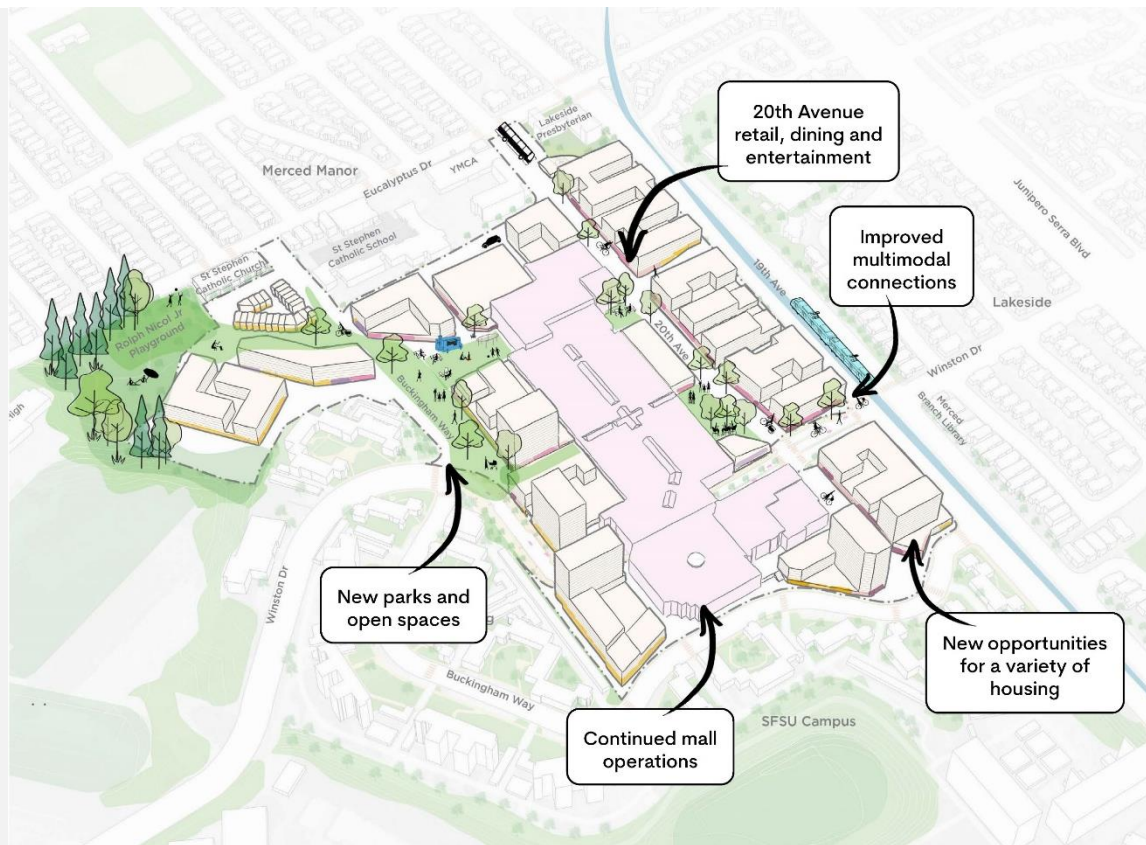 20th Avenue
retail, dining and
entertainment
Lakeside
Presbyterian
Merced Manor
Eucalyptus Dr
YMCA
Junipero Serra Blvd
St Stephen
Catholic School
Improved
multimodal
connections
St Stephen
Catholic Church
19th Ave
Lakeside
Rolph Nicol Jr
Playground
20th Ave
Winston Dr
Merced
Branch Library
Buckingham Way
New parks and
open spaces
Winston Dr
New opportunities
for a variety of
housing
Buckingham Way
Continued mall
operations
SFSU Campus